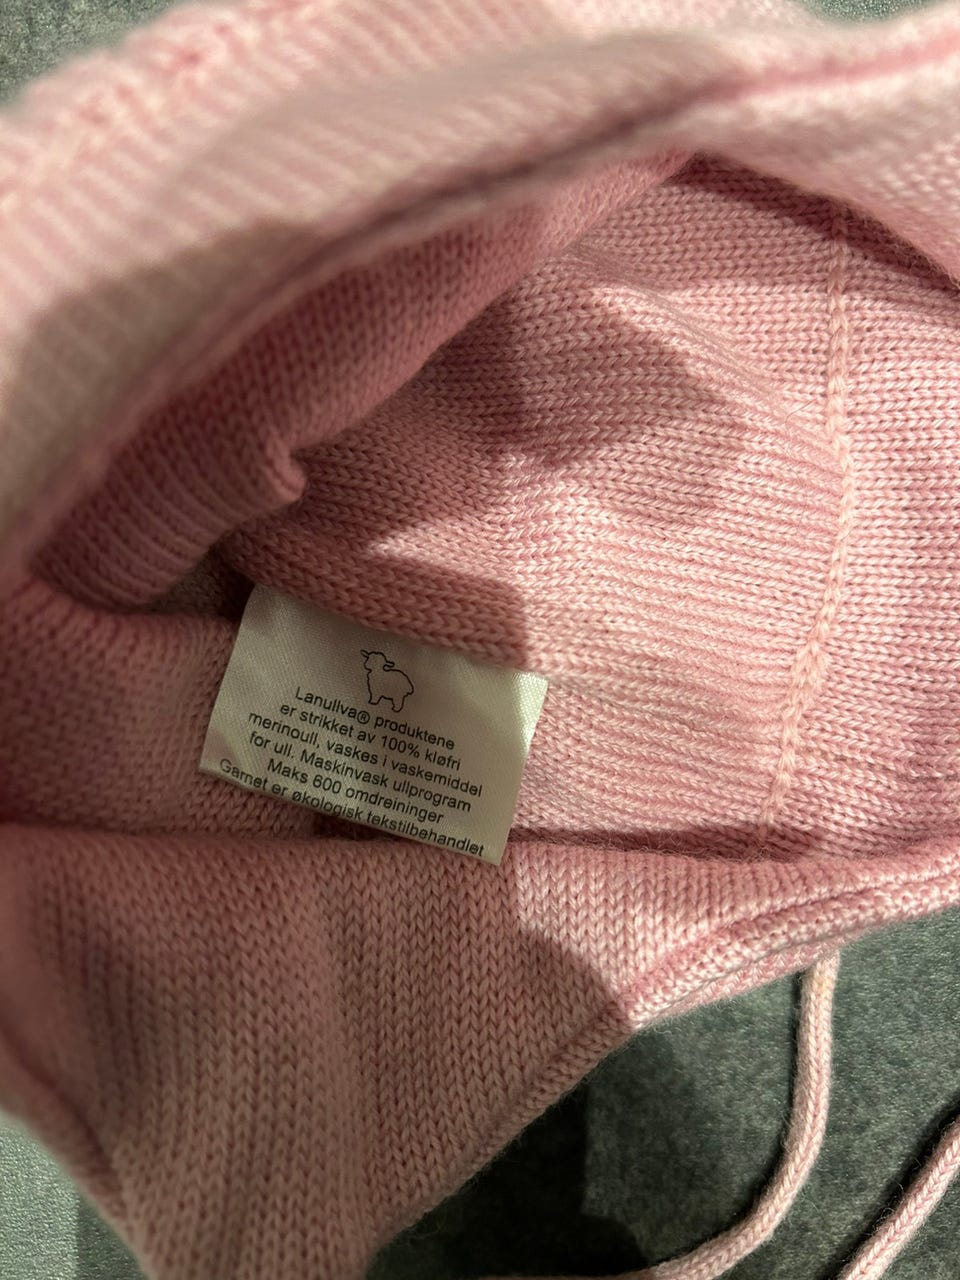 Lanullva® produktene
er strikket av 100% kløfri
merinoull, vaskes i vaskemiddel
for ull. Maskinvask ullprogram
Maks 600 omdreininger
Garnet er økologisk tekstilbehandlet